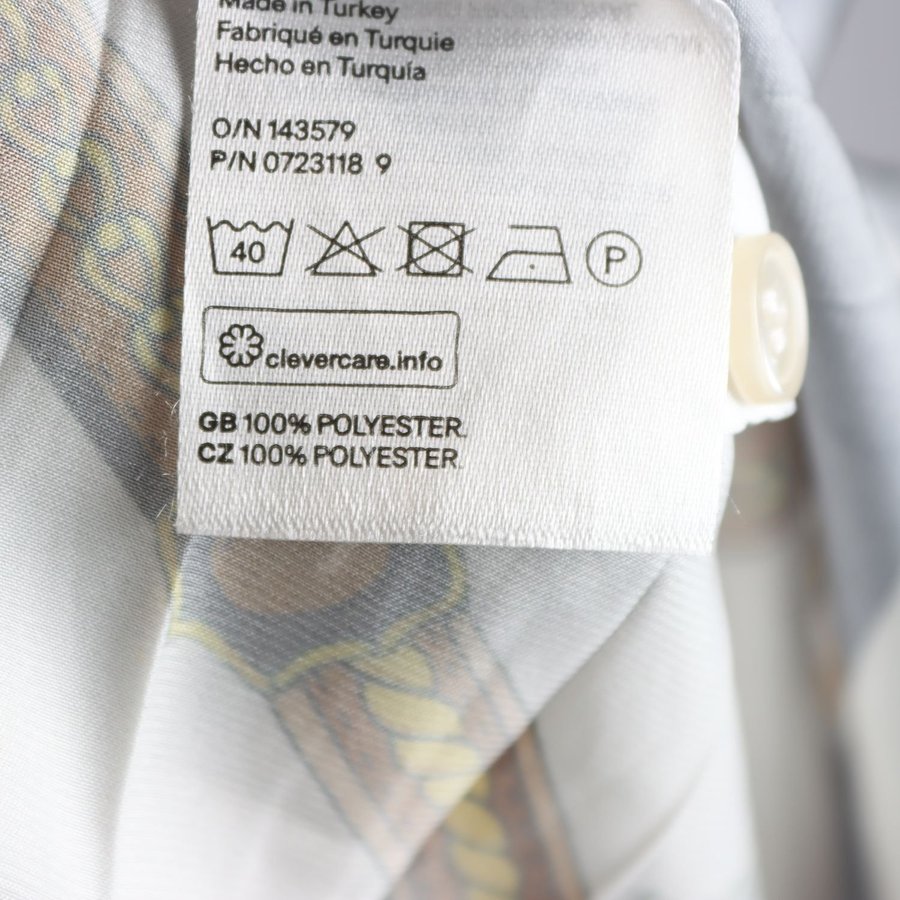 Made in Turkey
Fabriqué en Turquie
Hecho en Turquía
O/N 143579
P/N 0723118 9
40 P
clevercare.info
GB 100% POLYESTER.
CZ 100% POLYESTER.